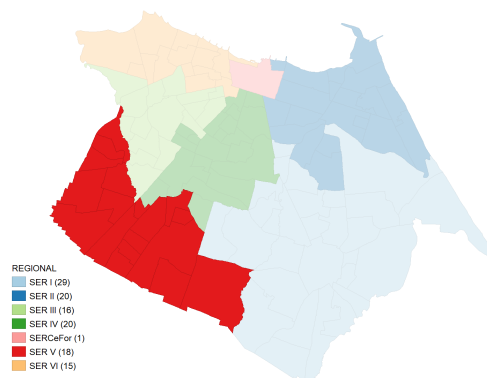 REGIONAL
SER I (29)
SER II (20)
SER III (16)
SER IV (20)
SERCeFor (1)
SER V (18)
SER VI (15)